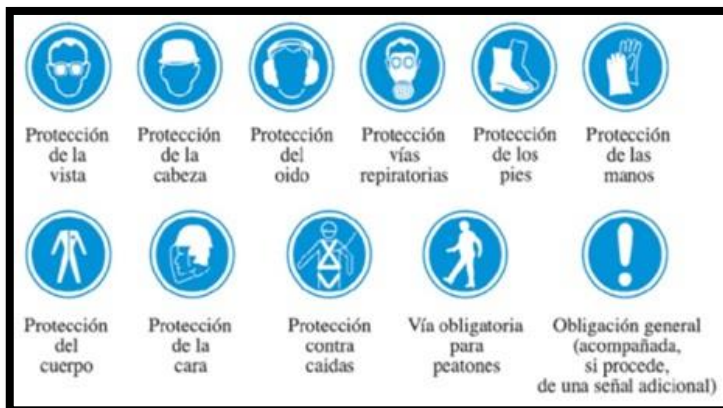 Protección de la vista
Protección de la cabeza
Protección del oido
Protección vías respiratorias
Protección de los pies
Protección de las manos
Protección del cuerpo
Protección de la cara
Protección contra caidas
Vía obligatoria para peatones
Obligación general (acompañada, si procede, de una señal adicional)